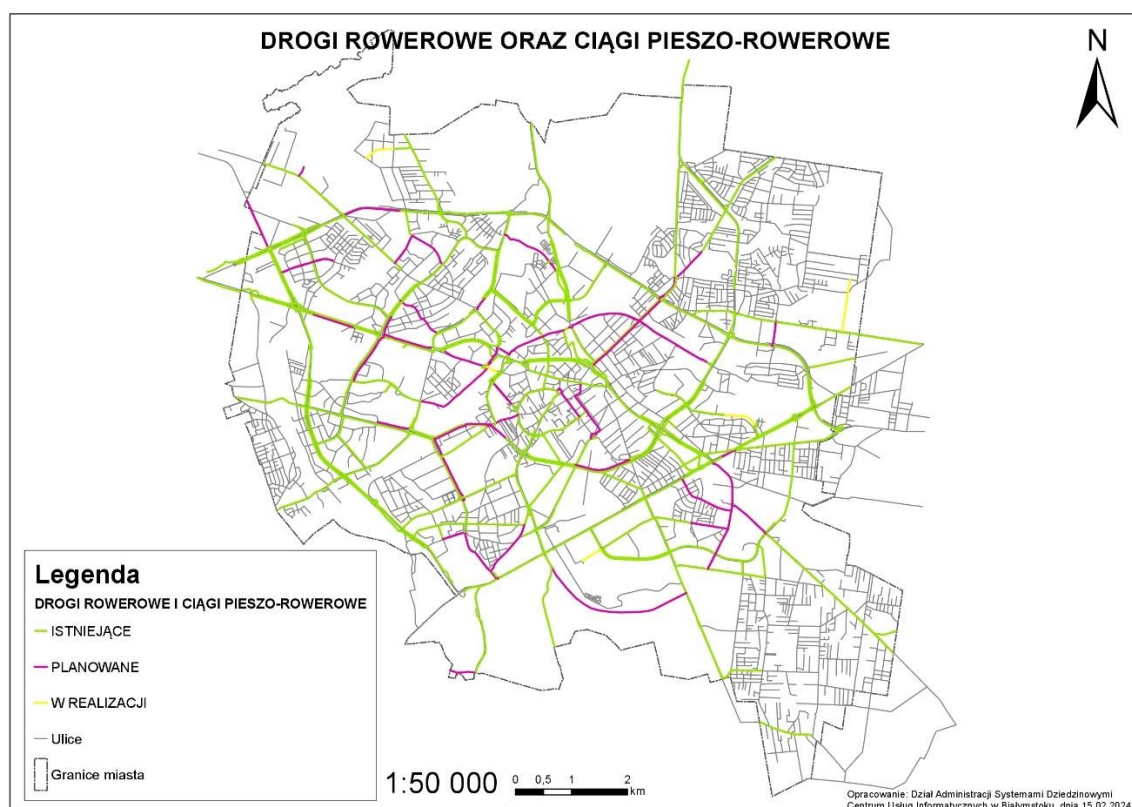 DROGI ROWEROWE ORAZ CIĄGI PIESZO-ROWEROWE
N
Legenda
DROGI ROWEROWE I CIĄGI PIESZO-ROWEROWE
ISTNIEJĄCE
PLANOWANE
W REALIZACJI
Ulice
Granice miasta
1:50 000
0 0,5 1 2
km
Opracowanie: Dział Administracji Systemami Dziedzinowymi
Centrum Usług Informatycznych w Białymstoku, dnia 15.02.2024